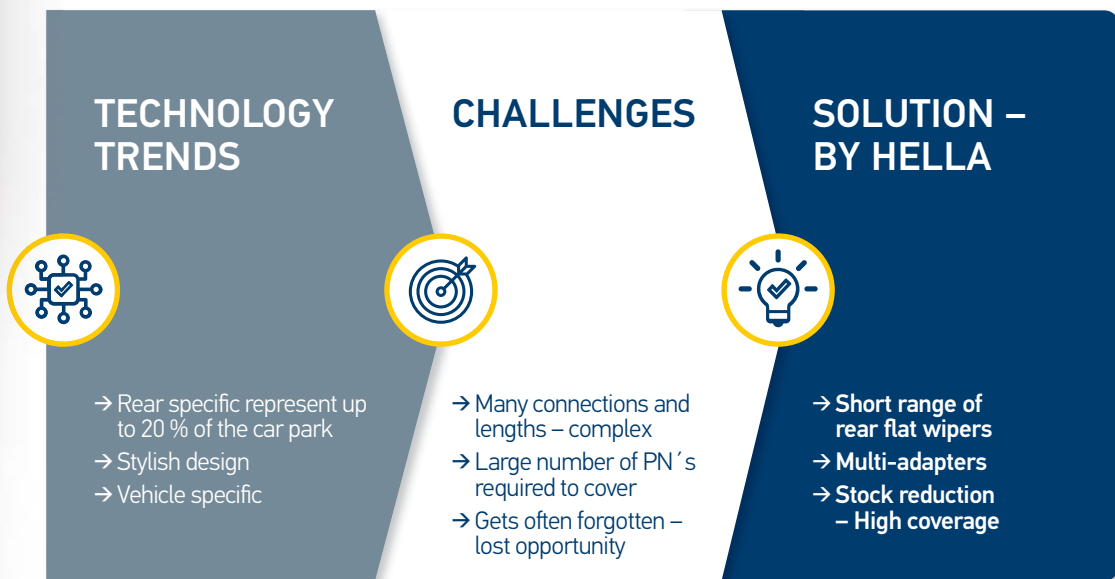 TECHNOLOGY
TRENDS
→ Rear specific represent up
to 20 % of the car park
→ Stylish design
→ Vehicle specific
CHALLENGES
→ Many connections and
lengths – complex
→ Large number of PN´s
required to cover
→ Gets often forgotten –
lost opportunity
SOLUTION –
BY HELLA
→ Short range of
rear flat wipers
→ Multi-adapters
→ Stock reduction
– High coverage